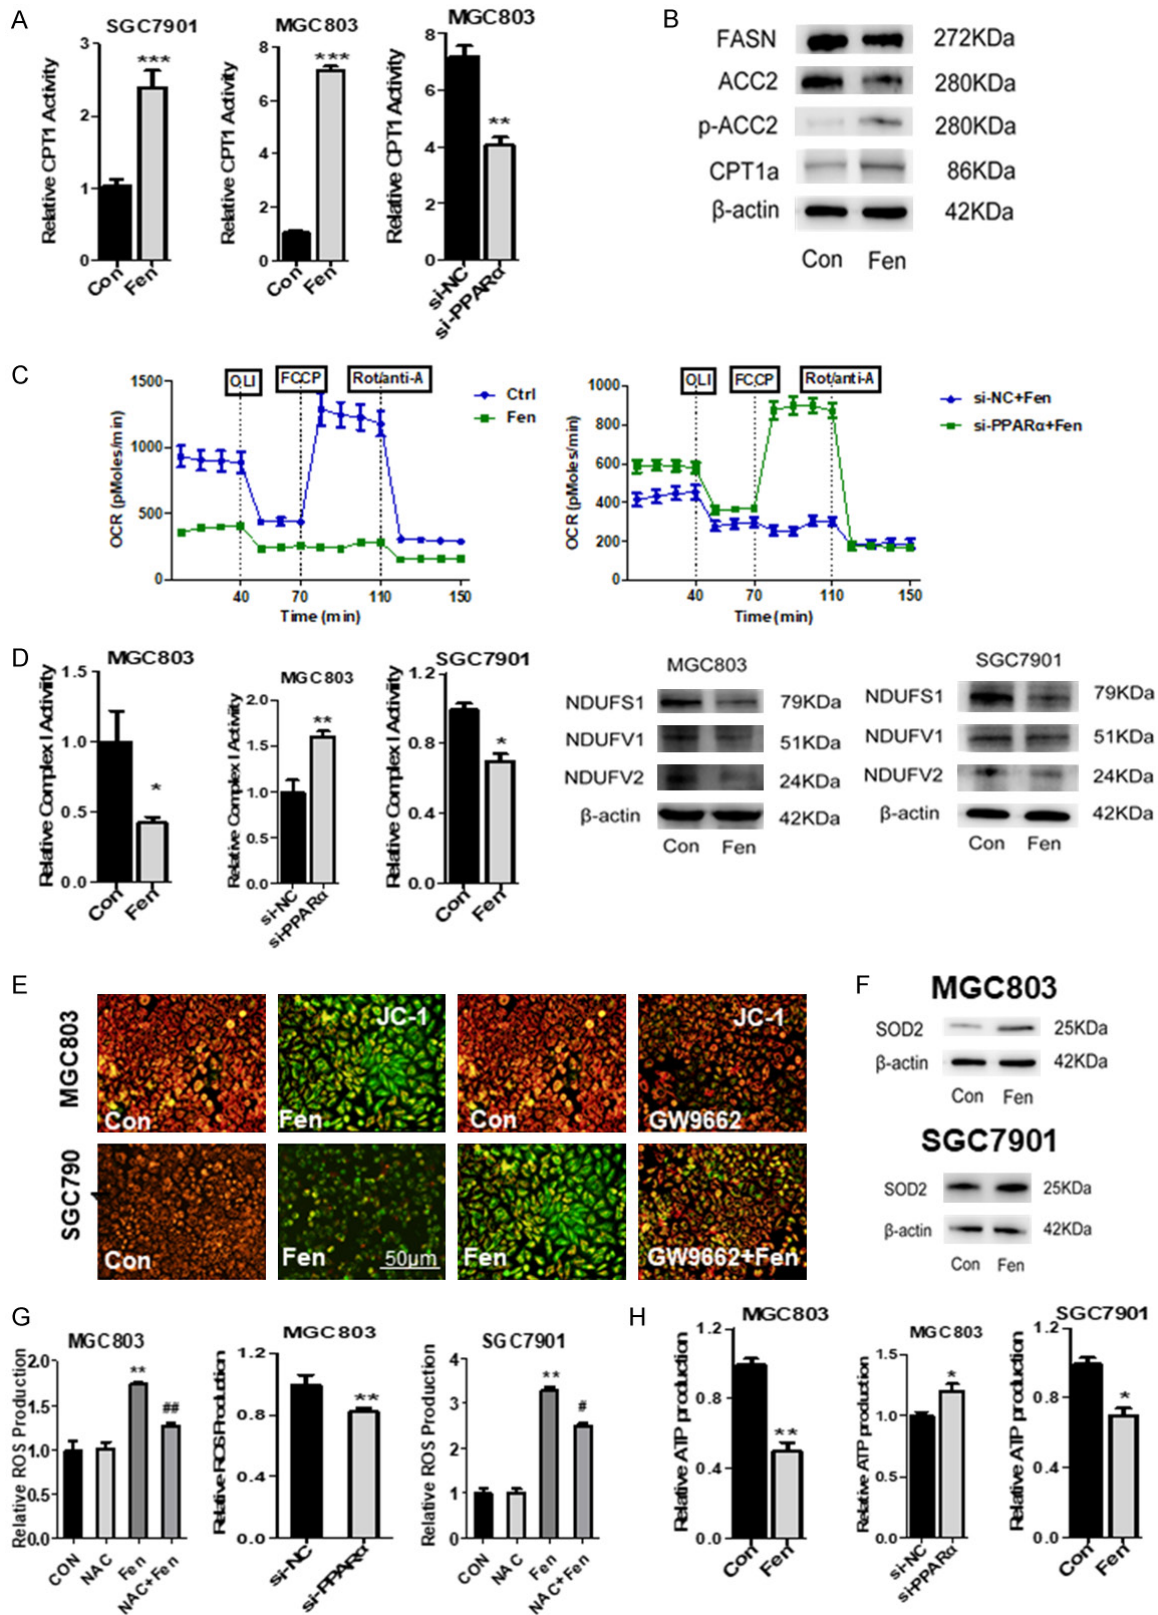 A
SGC7901
Relative CPT1 Activity
3
2
1
0
***
Con
Fen
MGC803
Relative CPT1 Activity
8
6
4
2
0
***
Con
Fen
MGC803
Relative CPT1 Activity
8
6
4
2
0
**
si-NC
si-PPARα
B
FASN 272KDa
ACC2 280KDa
p-ACC2 280KDa
CPT1a 86KDa
β-actin 42KDa
Con Fen
C
OCR (pMoles/min)
1500
1000
500
0
OLI FCCP Rot/anti-A
Ctrl
Fen
40 70 110 150
Time (min)
OCR (pMoles/min)
1000
800
600
400
200
0
OLI FCCP Rot/anti-A
si-NC+Fen
si-PPARα+Fen
40 70 110 150
Time (min)
D
MGC803
Relative Complex I Activity
1.5
1.0
0.5
0.0
*
Con
Fen
MGC803
Relative Complex I Activity
2.0
1.5
1.0
0.5
0.0
**
si-NC
si-PPARα
SGC7901
Relative Complex I Activity
1.2
0.8
0.4
0.0
*
Con
Fen
MGC803
NDUFS1 79KDa
NDUFV1 51KDa
NDUFV2 24KDa
β-actin 42KDa
Con Fen
SGC7901
NDUFS1 79KDa
NDUFV1 51KDa
NDUFV2 24KDa
β-actin 42KDa
Con Fen
E
MGC803
Con
JC-1
Fen
Con
JC-1
GW9662
SGC790
Con
Fen
50μm
Fen
GW9662+Fen
F
MGC803
SOD2 25KDa
β-actin 42KDa
Con Fen
SGC7901
SOD2 25KDa
β-actin 42KDa
Con Fen
G
MGC803
Relative ROS Production
2.0
1.5
1.0
0.5
0.0
**
##
CON
NAC
Fen
NAC+Fen
MGC803
Relative ROS Production
1.2
0.8
0.4
0.0
**
si-NC
si-PPARα
SGC7901
Relative ROS Production
4
3
2
1
0
**
#
CON
NAC
Fen
NAC+Fen
H
MGC803
Relative ATP production
1.2
0.8
0.4
0.0
**
Con
Fen
MGC803
Relative ATP production
1.5
1.0
0.5
0.0
*
si-NC
si-PPARα
SGC7901
Relative ATP production
1.2
0.8
0.4
0.0
*
Con
Fen